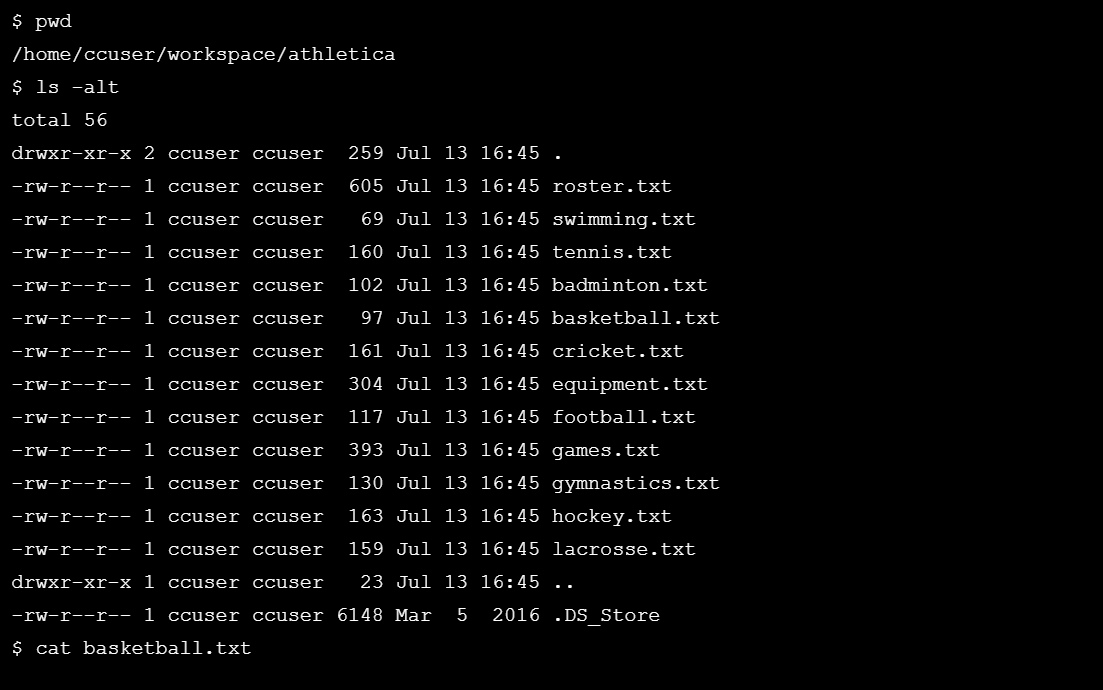 $ pwd
/home/ccuser/workspace/athletica
$ ls -alt
total 56
drwxr-xr-x 2 ccuser ccuser  259 Jul 13 16:45 .
-rw-r--r-- 1 ccuser ccuser  605 Jul 13 16:45 roster.txt
-rw-r--r-- 1 ccuser ccuser   69 Jul 13 16:45 swimming.txt
-rw-r--r-- 1 ccuser ccuser  160 Jul 13 16:45 tennis.txt
-rw-r--r-- 1 ccuser ccuser  102 Jul 13 16:45 badminton.txt
-rw-r--r-- 1 ccuser ccuser   97 Jul 13 16:45 basketball.txt
-rw-r--r-- 1 ccuser ccuser  161 Jul 13 16:45 cricket.txt
-rw-r--r-- 1 ccuser ccuser  304 Jul 13 16:45 equipment.txt
-rw-r--r-- 1 ccuser ccuser  117 Jul 13 16:45 football.txt
-rw-r--r-- 1 ccuser ccuser  393 Jul 13 16:45 games.txt
-rw-r--r-- 1 ccuser ccuser  130 Jul 13 16:45 gymnastics.txt
-rw-r--r-- 1 ccuser ccuser  163 Jul 13 16:45 hockey.txt
-rw-r--r-- 1 ccuser ccuser  159 Jul 13 16:45 lacrosse.txt
drwxr-xr-x 1 ccuser ccuser   23 Jul 13 16:45 ..
-rw-r--r-- 1 ccuser ccuser 6148 Mar  5  2016 .DS_Store
$ cat basketball.txt